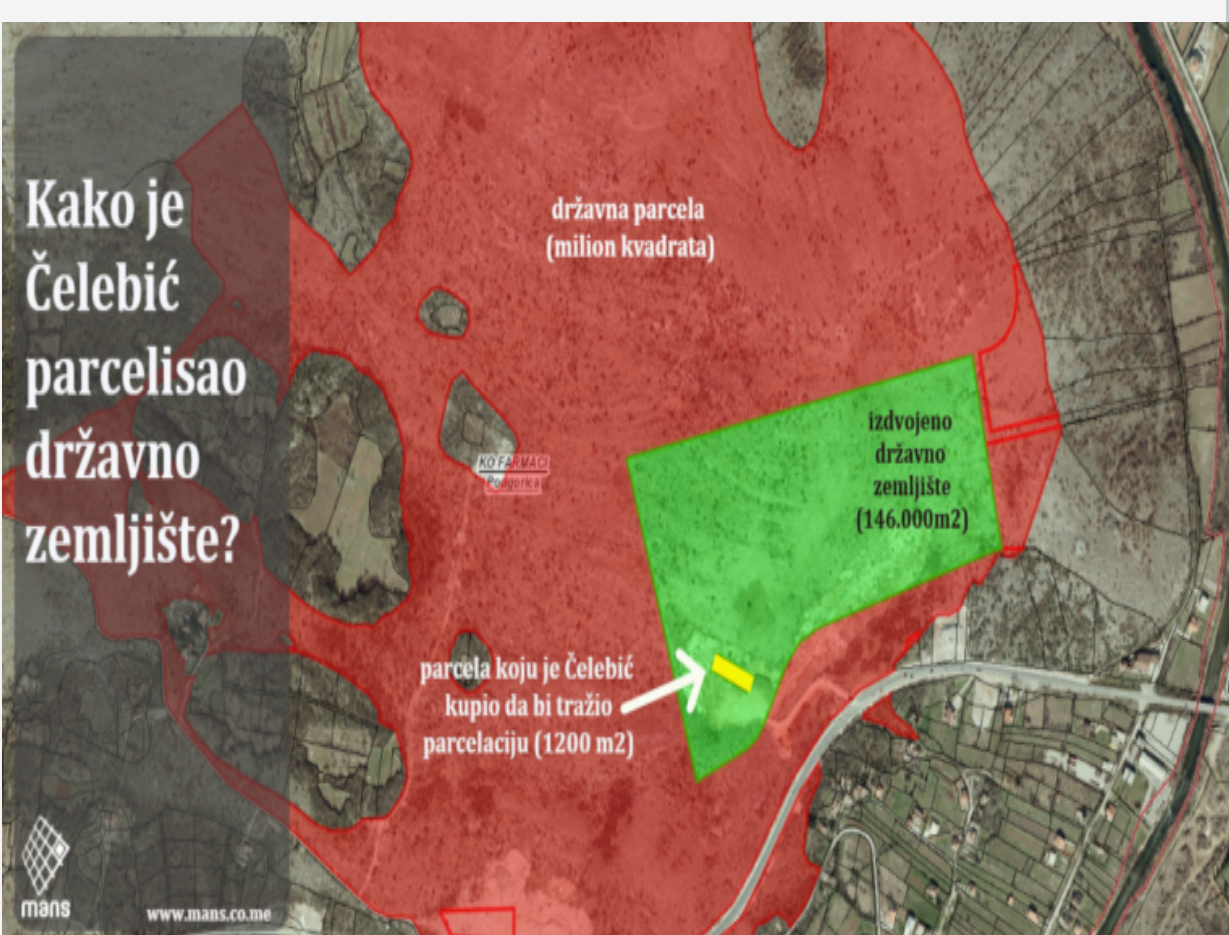 Kako je
Čelebić
parcelisao
državno
zemljište?
državna parcela
(milion kvadrata)
izdvojeno
državno
zemljište
(146.000m2)
KO FARMACI
Podgorka
parcela koju je Čelebić
kupio da bi tražio
parcelaciju (1200 m2)
mans
www.mans.co.me